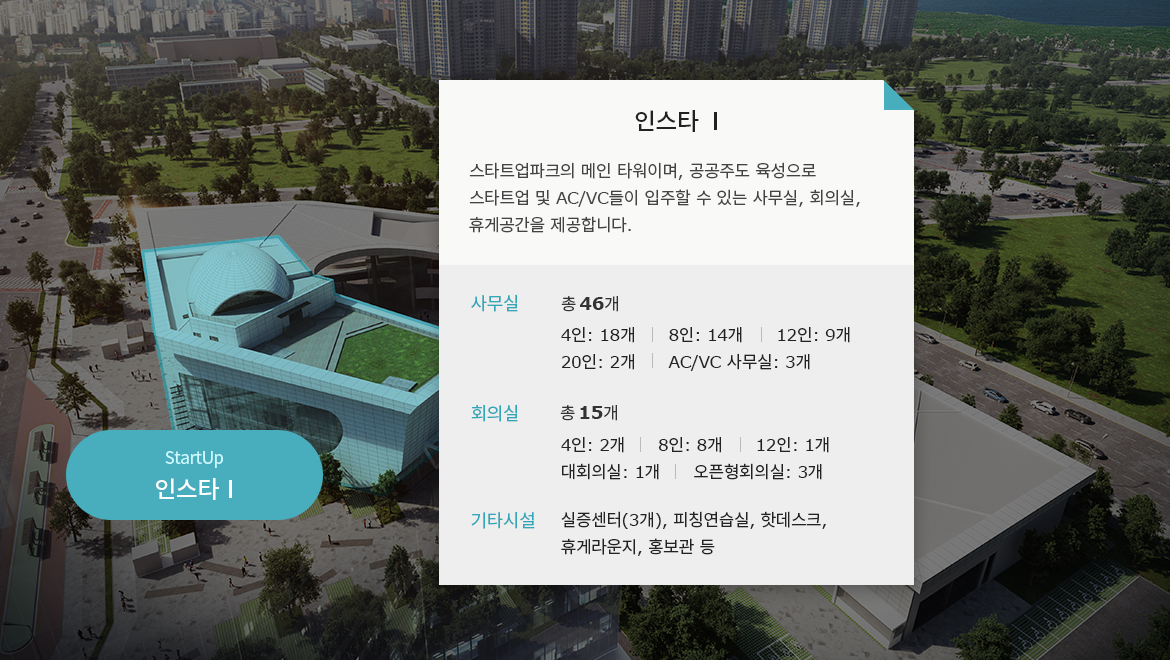 인스타 Ⅰ
스타트업파크의 메인 타워이며, 공공주도 육성으로
스타트업 및 AC/VC들이 입주할 수 있는 사무실, 회의실,
휴게공간을 제공합니다.
사무실 총 46개
4인: 18개 | 8인: 14개 | 12인: 9개
20인: 2개 | AC/VC 사무실: 3개
회의실 총 15개
4인: 2개 | 8인: 8개 | 12인: 1개
대회의실: 1개 | 오픈형회의실: 3개
기타시설 실증센터(3개), 피칭연습실, 핫데스크,
휴게라운지, 홍보관 등
StartUp
인스타 Ⅰ